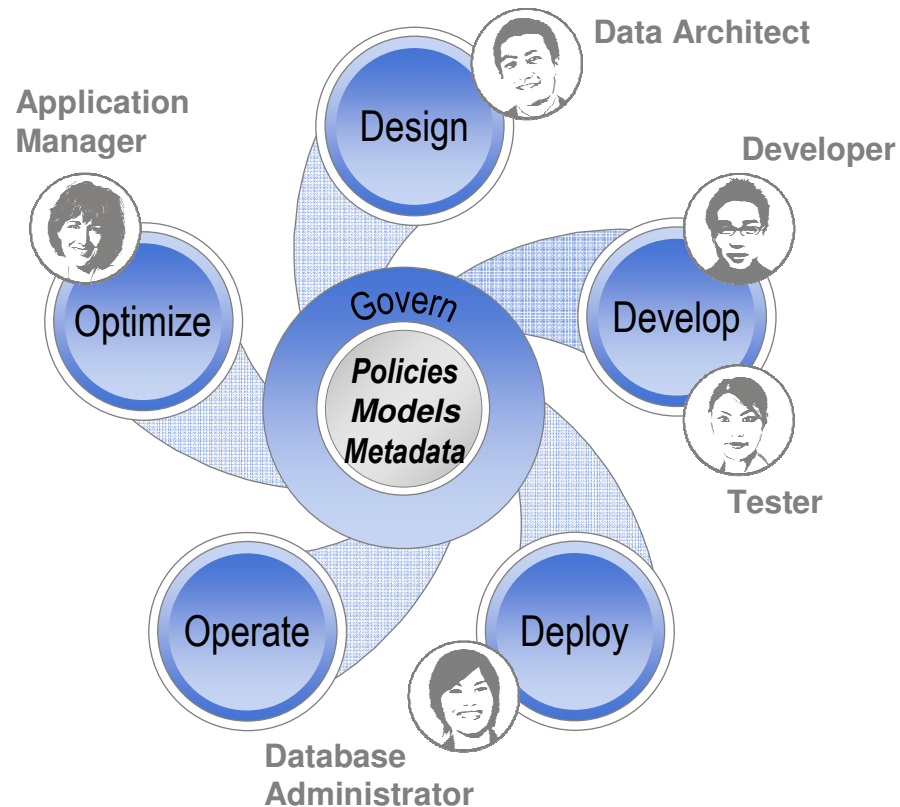 Data Architect
Application
Manager
Design
Developer
Optimize
Develop
Govern
Policies
Models
Metadata
Tester
Operate
Deploy
Database
Administrator